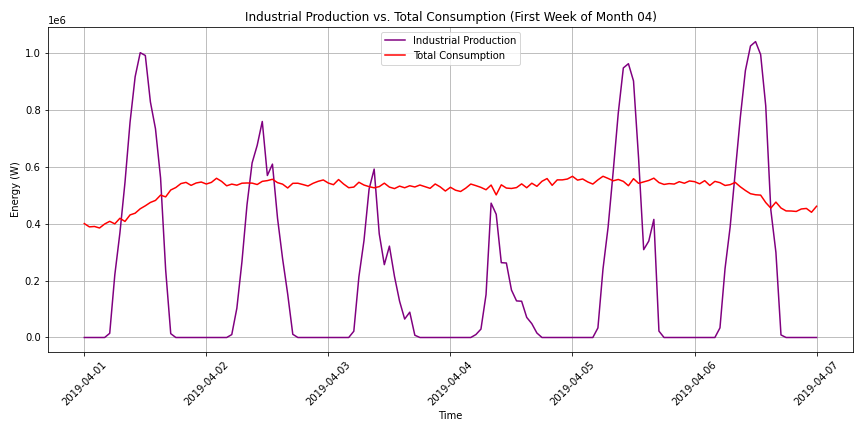 Industrial Production vs. Total Consumption (First Week of Month 04)
1e6
Industrial Production
Total Consumption
1.0
0.8
0.6
0.4
0.2
0.0
Energy (W)
2019-04-01
2019-04-02
2019-04-03
2019-04-04
2019-04-05
2019-04-06
2019-04-07
Time